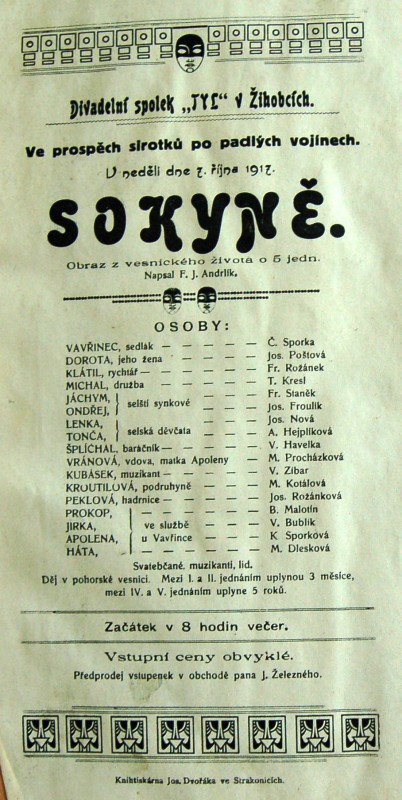 Divadelní spolek „TYL“ v Žihobcích.
Ve prospěch sirotků po padlých vojínech.
V neděli dne 7. října 1917.
SOKYNĚ.
Obraz z vesnického života o 5 jedn.
Napsal F. J. Andrlík.
OSOBY:
VAVŘINEC, sedlák — — — — — Č. Sporka
DOROTA, jeho žena — — — — — Jos. Poštová
KLÁTIL, rychtář — — — — — Fr. Rožánek
MICHAL, družba — — — — — T. Kresl
JÁCHYM, } selští synkové — — — Fr. Staněk
ONDŘEJ, } — — — Jos. Froulík
LENKA, } selská děvčata — — — Jos. Nová
TONČA, } — — — A. Hejplíková
ŠPLÍCHAL, baráčník — — — — V. Havelka
VRÁNOVÁ, vdova, matka Apoleny — M. Procházková
KUBÁSEK, muzikant — — — — V. Zíbar
KROUTILOVÁ, podruhyně — — — M. Kotálová
PEKLOVÁ, hadrnice — — — — Jos. Rožánková
PROKOP, } — — — B. Malotín
JIRKA, } ve službě — — — V. Bublík
APOLENA, } u Vavřince — — — K Sporková
HÁTA, } — — — M. Dlesková
Svatebčané, muzikanti, lid.
Děj v pohorské vesnici. Mezi I. a II. jednáním uplynou 3 měsíce,
mezi IV. a V. jednáním uplyne 5 roků.
Začátek v 8 hodin večer.
Vstupní ceny obvyklé.
Předprodej vstupenek v obchodě pana J. Železného.
Knihtiskárna Jos. Dvořáka ve Strakonicích.